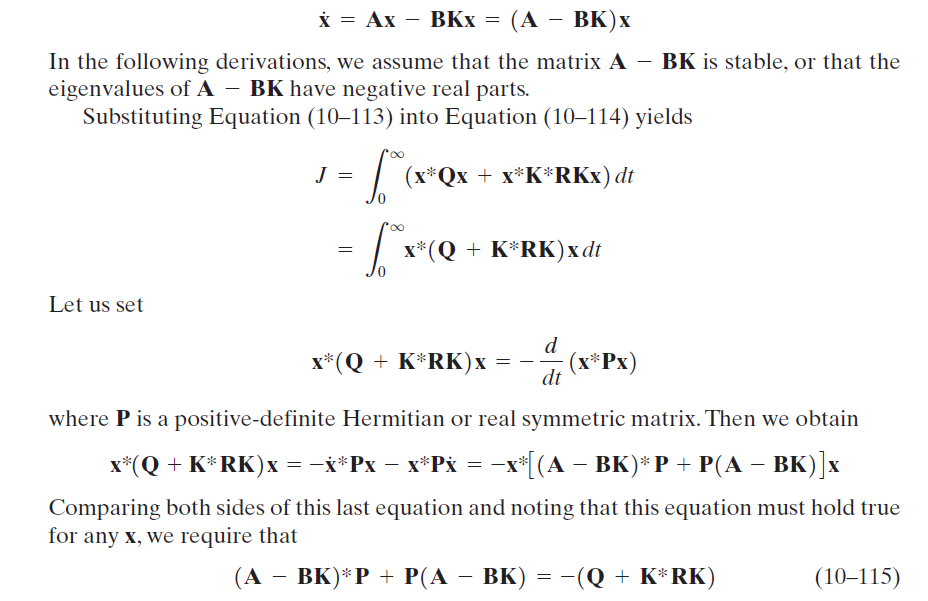 ẋ = Ax − BKx = (A − BK)x
In the following derivations, we assume that the matrix A − BK is stable, or that the
eigenvalues of A − BK have negative real parts.
Substituting Equation (10–113) into Equation (10–114) yields
J = ∫₀^∞ (x*Qx + x*K*RKx) dt
= ∫₀^∞ x*(Q + K*RK)x dt
Let us set
x*(Q + K*RK)x = − d/dt (x*Px)
where P is a positive-definite Hermitian or real symmetric matrix. Then we obtain
x*(Q + K*RK)x = −ẋ*Px − x*Pẋ = −x*[(A − BK)*P + P(A − BK)]x
Comparing both sides of this last equation and noting that this equation must hold true
for any x, we require that
(A − BK)*P + P(A − BK) = −(Q + K*RK) (10–115)